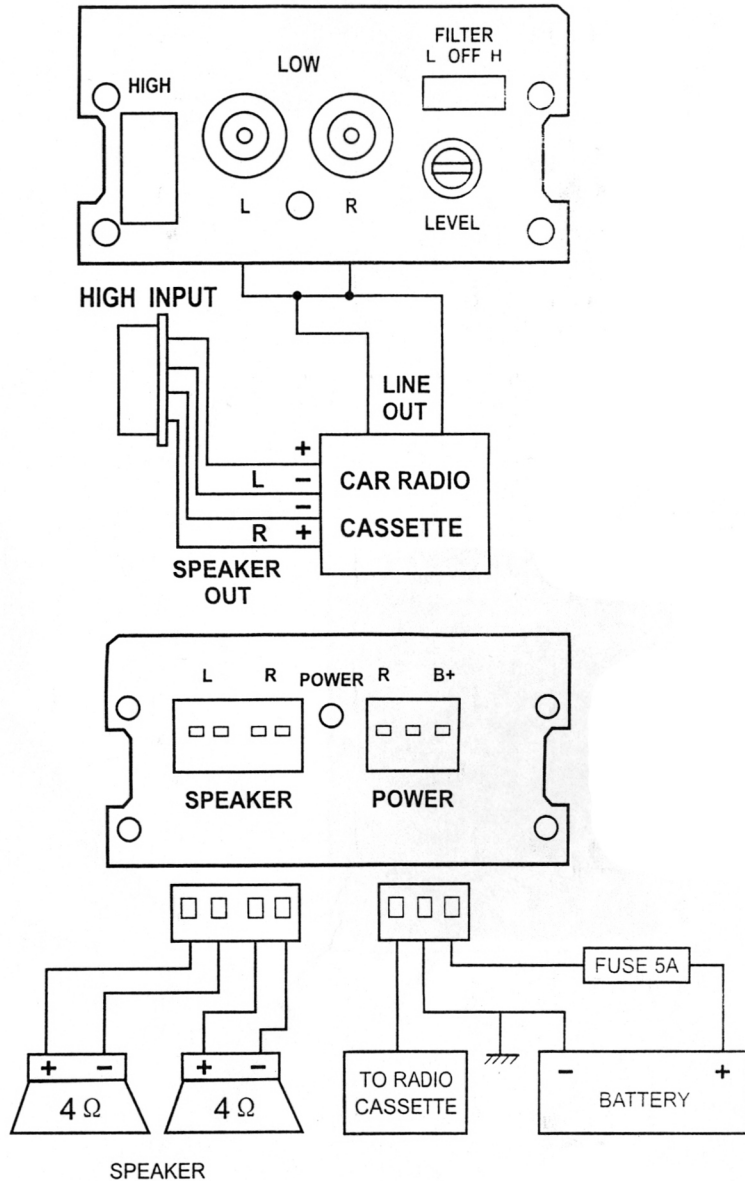 FILTER
L OFF H
LOW
HIGH
L R
LEVEL
HIGH INPUT
LINE
OUT
+
L −
−
R +
CAR RADIO
CASSETTE
SPEAKER
OUT
L R POWER R B+
SPEAKER POWER
FUSE 5A
+ −
4 Ω
+ −
4 Ω
TO RADIO
CASSETTE
− +
BATTERY
SPEAKER